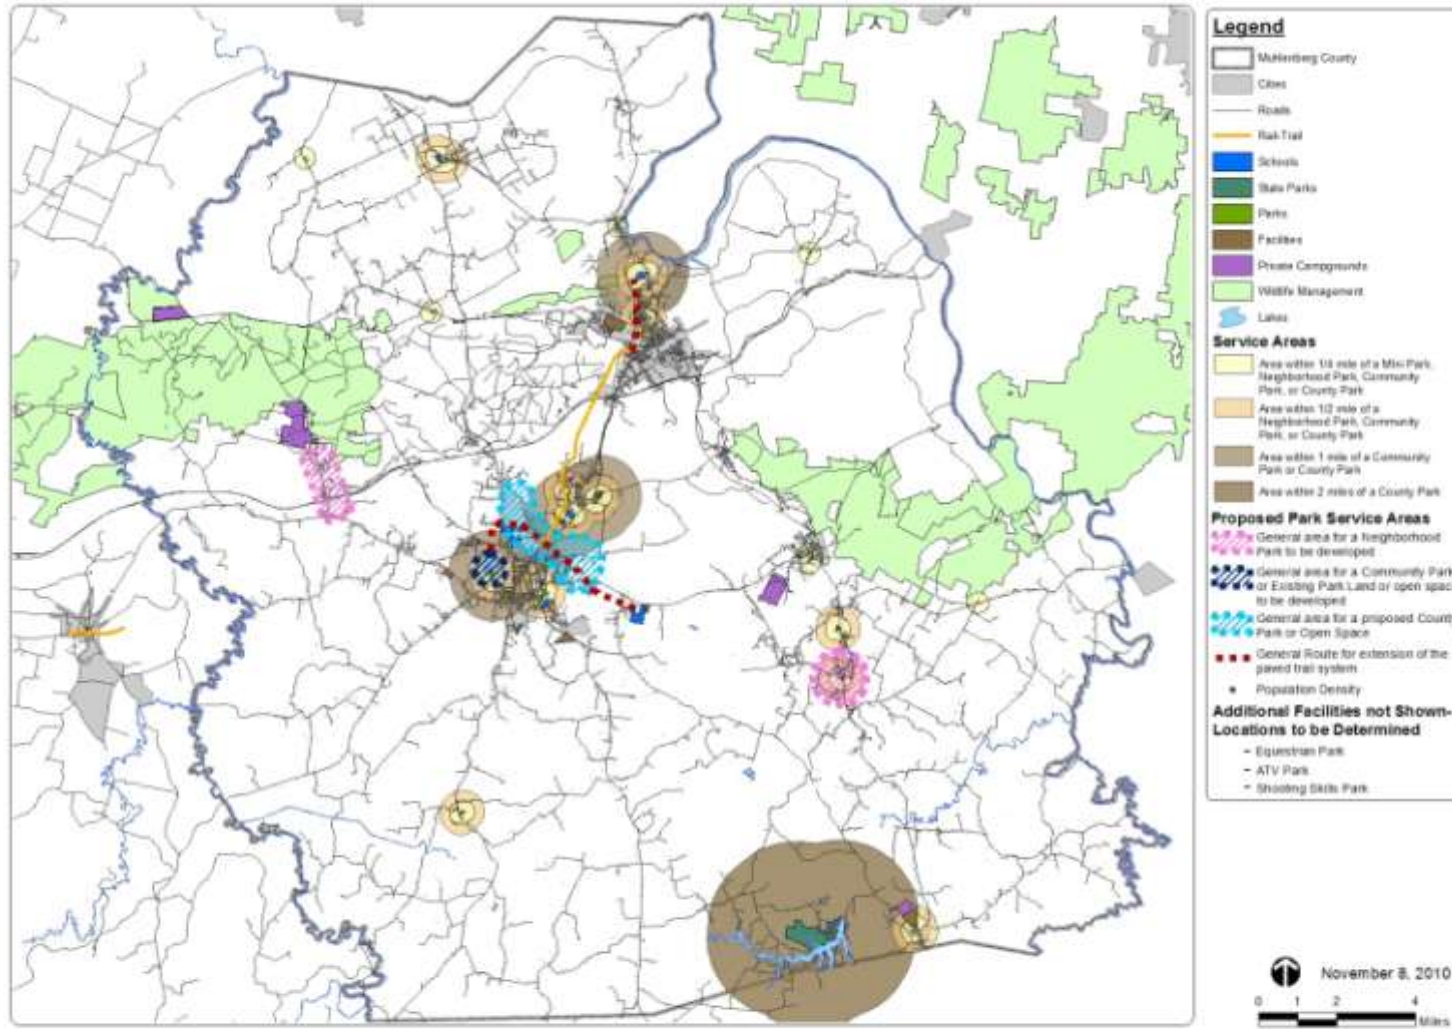 Legend
Muhlenberg County
Cities
Roads
Rail-Trail
Schools
State Parks
Parks
Facilities
Private Campgrounds
Wildlife Management
Lakes
Service Areas
Area within 1/4 mile of a Mini Park,
Neighborhood Park, Community
Park, or County Park
Area within 1/2 mile of a
Neighborhood Park, Community
Park, or County Park
Area within 1 mile of a Community
Park or County Park
Area within 2 miles of a County Park
Proposed Park Service Areas
General area for a Neighborhood
Park to be developed
General area for a Community Park
or Existing Park Land or open spac
to be developed
General area for a proposed Count
Park or Open Space
General Route for extension of the
paved trail system
Population Density
Additional Facilities not Shown-
Locations to be Determined
- Equestrian Park
- ATV Park
- Shooting Skills Park
November 8, 2010
0 1 2 4
Miles